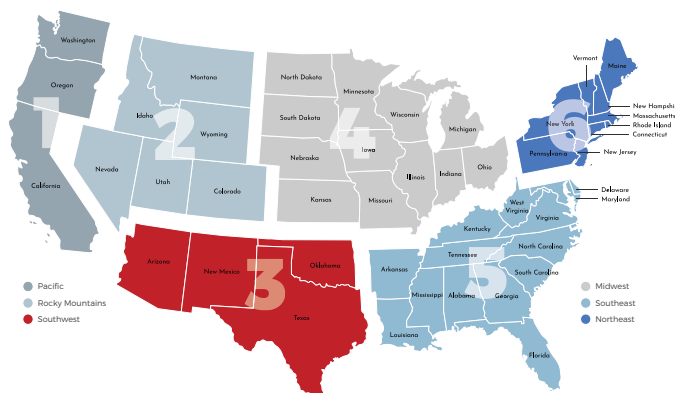 Washington
Oregon
California
1
Montana
Idaho
2
Wyoming
Nevada
Utah
Colorado
Arizona
New Mexico
Oklahoma
3
Texas
North Dakota
Minnesota
South Dakota
Wisconsin
4
Michigan
Nebraska
Iowa
Kansas
Missouri
Illinois
Indiana
Ohio
Vermont
Maine
New Hampshi
Massachusetts
Rhode Island
Connecticut
New York
6
Pennsylvania
New Jersey
Delaware
Maryland
West
Virginia
Virginia
Kentucky
North Carolina
Tennessee
South Carolina
Arkansas
5
Mississippi
Alabama
Georgia
Louisiana
Florida
Pacific
Rocky Mountains
Southwest
Midwest
Southeast
Northeast